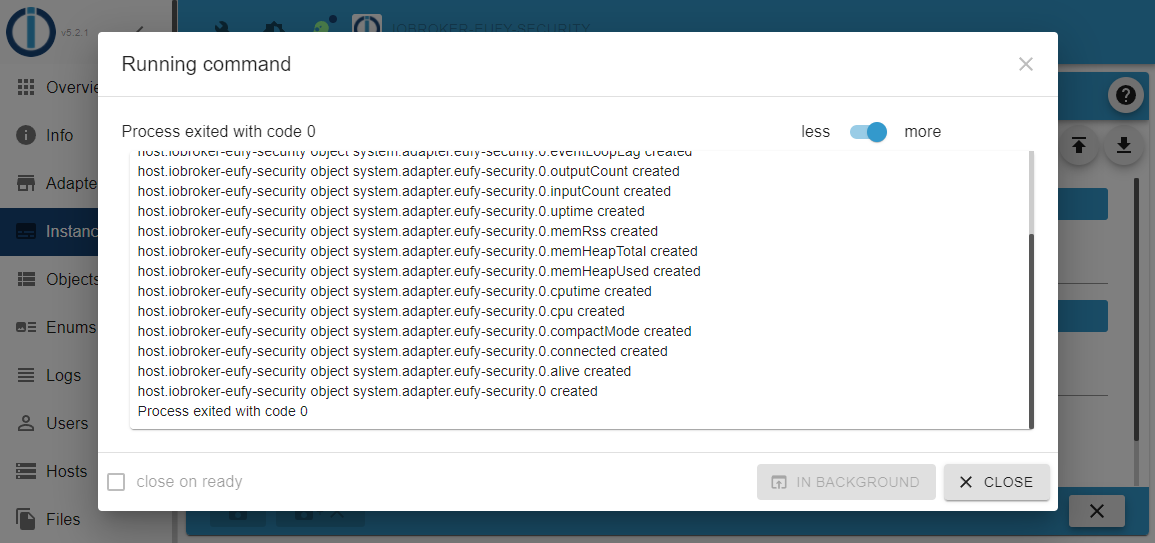 v5.2.1
IOBROKER-EUFY-SECURITY
Running command
Overvie
Info
Adapte
Instanc
Objects
Enums
Logs
Users
Hosts
Files
Process exited with code 0
less
more
host.iobroker-eufy-security object system.adapter.eufy-security.0.eventLoopLag created
host.iobroker-eufy-security object system.adapter.eufy-security.0.outputCount created
host.iobroker-eufy-security object system.adapter.eufy-security.0.inputCount created
host.iobroker-eufy-security object system.adapter.eufy-security.0.uptime created
host.iobroker-eufy-security object system.adapter.eufy-security.0.memRss created
host.iobroker-eufy-security object system.adapter.eufy-security.0.memHeapTotal created
host.iobroker-eufy-security object system.adapter.eufy-security.0.memHeapUsed created
host.iobroker-eufy-security object system.adapter.eufy-security.0.cputime created
host.iobroker-eufy-security object system.adapter.eufy-security.0.cpu created
host.iobroker-eufy-security object system.adapter.eufy-security.0.compactMode created
host.iobroker-eufy-security object system.adapter.eufy-security.0.connected created
host.iobroker-eufy-security object system.adapter.eufy-security.0.alive created
host.iobroker-eufy-security object system.adapter.eufy-security.0 created
Process exited with code 0
close on ready
IN BACKGROUND
CLOSE